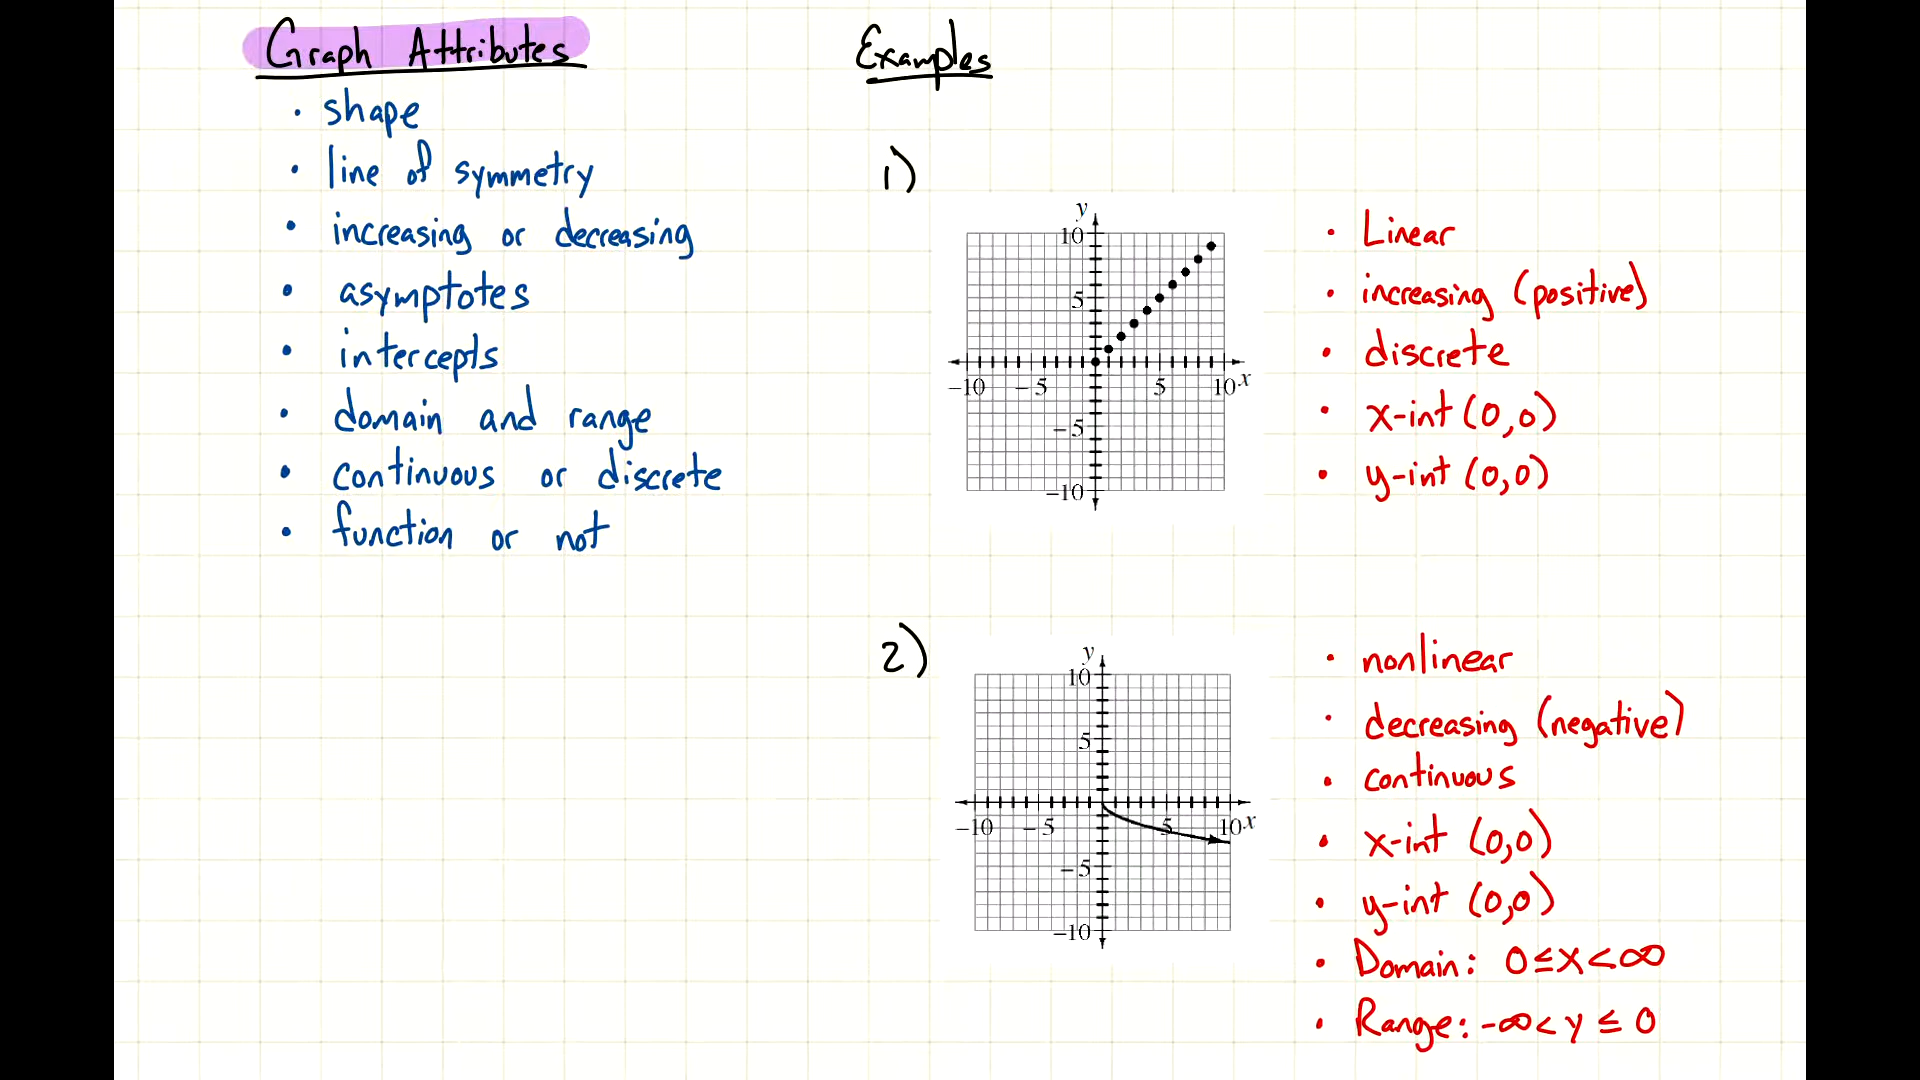 Graph Attributes
• shape
• line of symmetry
• increasing or decreasing
• asymptotes
• intercepts
• domain and range
• continuous or discrete
• function or not
Examples
1)
y
10
5
-10 -5 5 10 x
-5
-10
• Linear
• increasing (positive)
• discrete
• x-int (0,0)
• y-int (0,0)
2)
y
10
5
-10 -5 5 10 x
-5
-10
• nonlinear
• decreasing (negative)
• continuous
• x-int (0,0)
• y-int (0,0)
• Domain: 0≤x<∞
• Range: -∞<y≤0